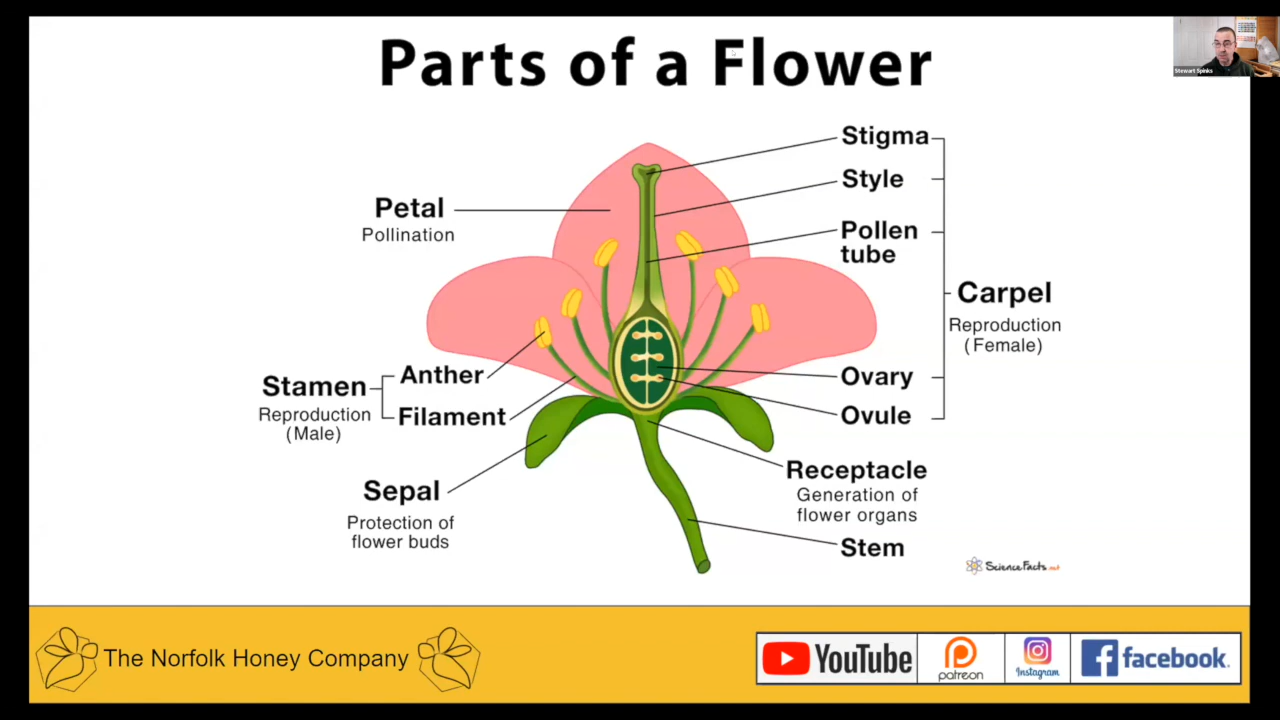 Parts of a Flower
Stewart Spinks
Stigma
Style
Petal
Pollination
Pollen
tube
Carpel
Reproduction
(Female)
Stamen
Reproduction
(Male)
Anther
Filament
Ovary
Ovule
Receptacle
Generation of
flower organs
Sepal
Protection of
flower buds
Stem
ScienceFacts.net
The Norfolk Honey Company
YouTube
patreon
Instagram
facebook.